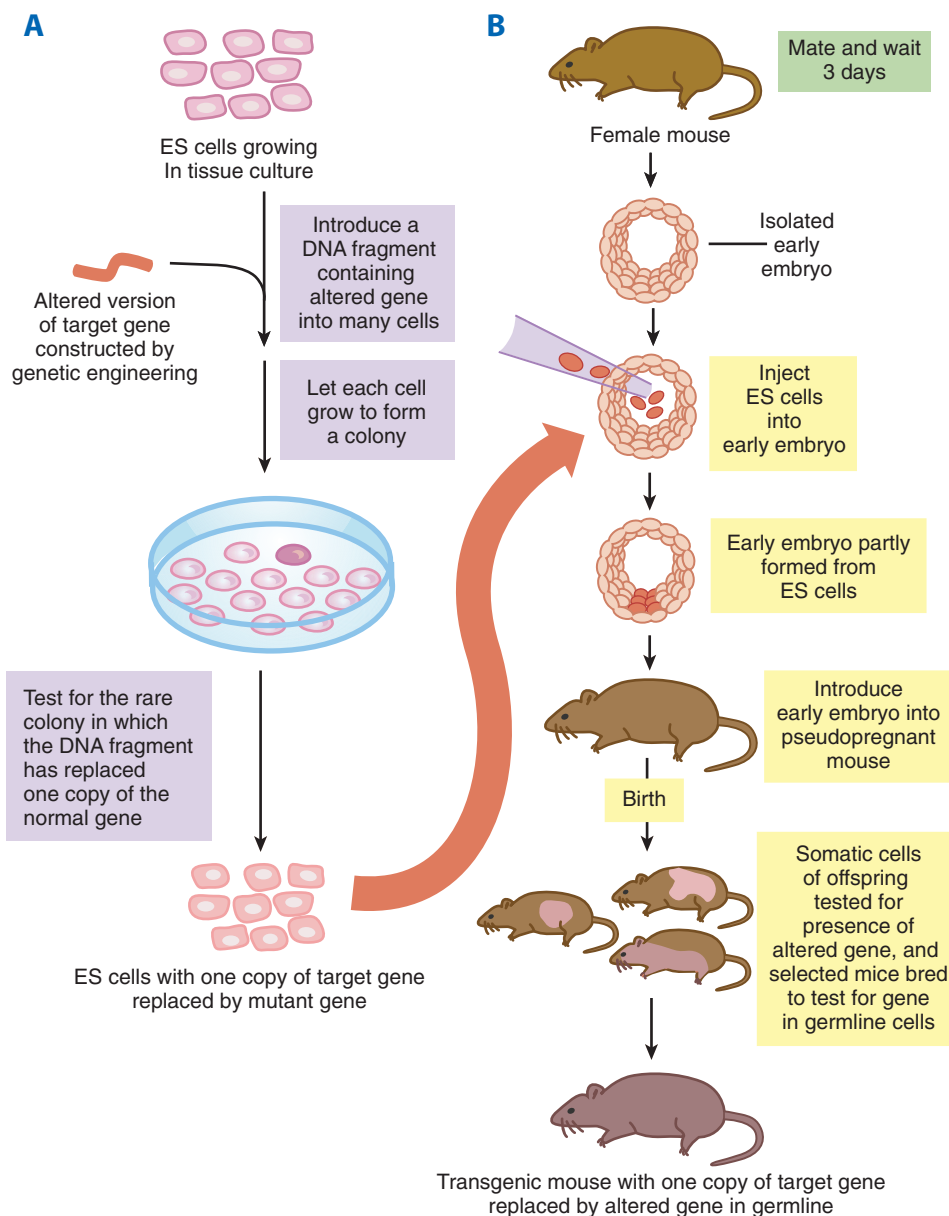 A
ES cells growing
In tissue culture
Introduce a
DNA fragment
containing
altered gene
into many cells
Altered version
of target gene
constructed by
genetic engineering
Let each cell
grow to form
a colony
Test for the rare
colony in which
the DNA fragment
has replaced
one copy of the
normal gene
ES cells with one copy of target gene
replaced by mutant gene
B
Mate and wait
3 days
Female mouse
Isolated
early
embryo
Inject
ES cells
into
early embryo
Early embryo partly
formed from
ES cells
Introduce
early embryo into
pseudopregnant
mouse
Birth
Somatic cells
of offspring
tested for
presence of
altered gene, and
selected mice bred
to test for gene
in germline cells
Transgenic mouse with one copy of target gene
replaced by altered gene in germline